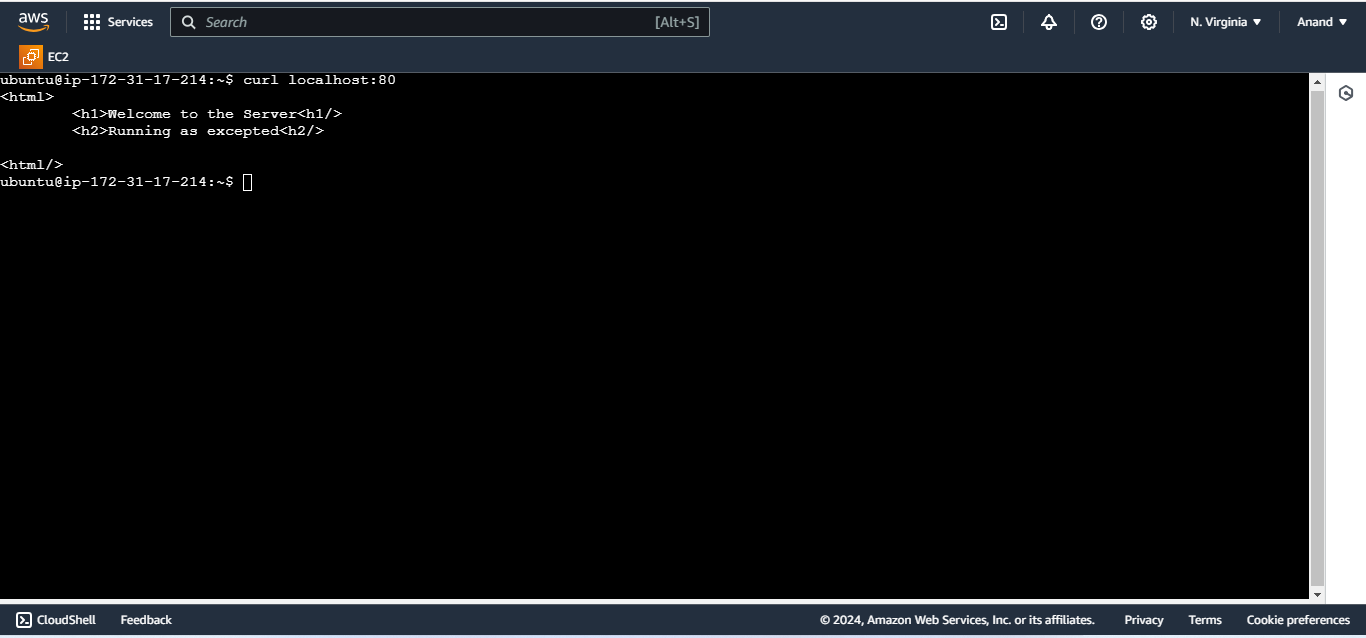 aws Services Search [Alt+S] N. Virginia Anand
EC2
ubuntu@ip-172-31-17-214:~$ curl localhost:80
<html>
        <h1>Welcome to the Server<h1/>
        <h2>Running as excepted<h2/>

<html/>
ubuntu@ip-172-31-17-214:~$
CloudShell Feedback © 2024, Amazon Web Services, Inc. or its affiliates. Privacy Terms Cookie preferences